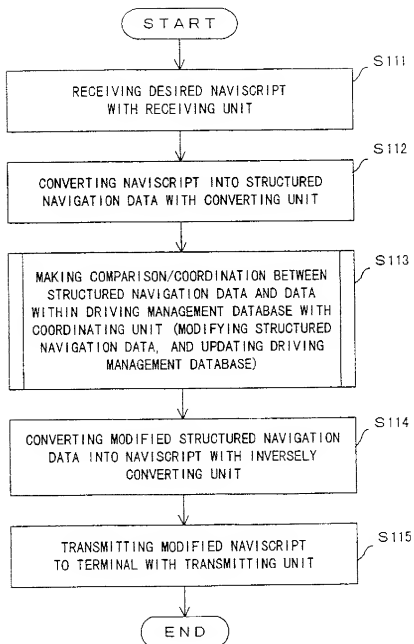 START
S111
RECEIVING DESIRED NAVISCRIPT
WITH RECEIVING UNIT
S112
CONVERTING NAVISCRIPT INTO STRUCTURED
NAVIGATION DATA WITH CONVERTING UNIT
S113
MAKING COMPARISON/COORDINATION BETWEEN
STRUCTURED NAVIGATION DATA AND DATA
WITHIN DRIVING MANAGEMENT DATABASE WITH
COORDINATING UNIT (MODIFYING STRUCTURED
NAVIGATION DATA, AND UPDATING DRIVING
MANAGEMENT DATABASE)
S114
CONVERTING MODIFIED STRUCTURED NAVIGATION
DATA INTO NAVISCRIPT WITH INVERSELY
CONVERTING UNIT
S115
TRANSMITTING MODIFIED NAVISCRIPT
TO TERMINAL WITH TRANSMITTING UNIT
END